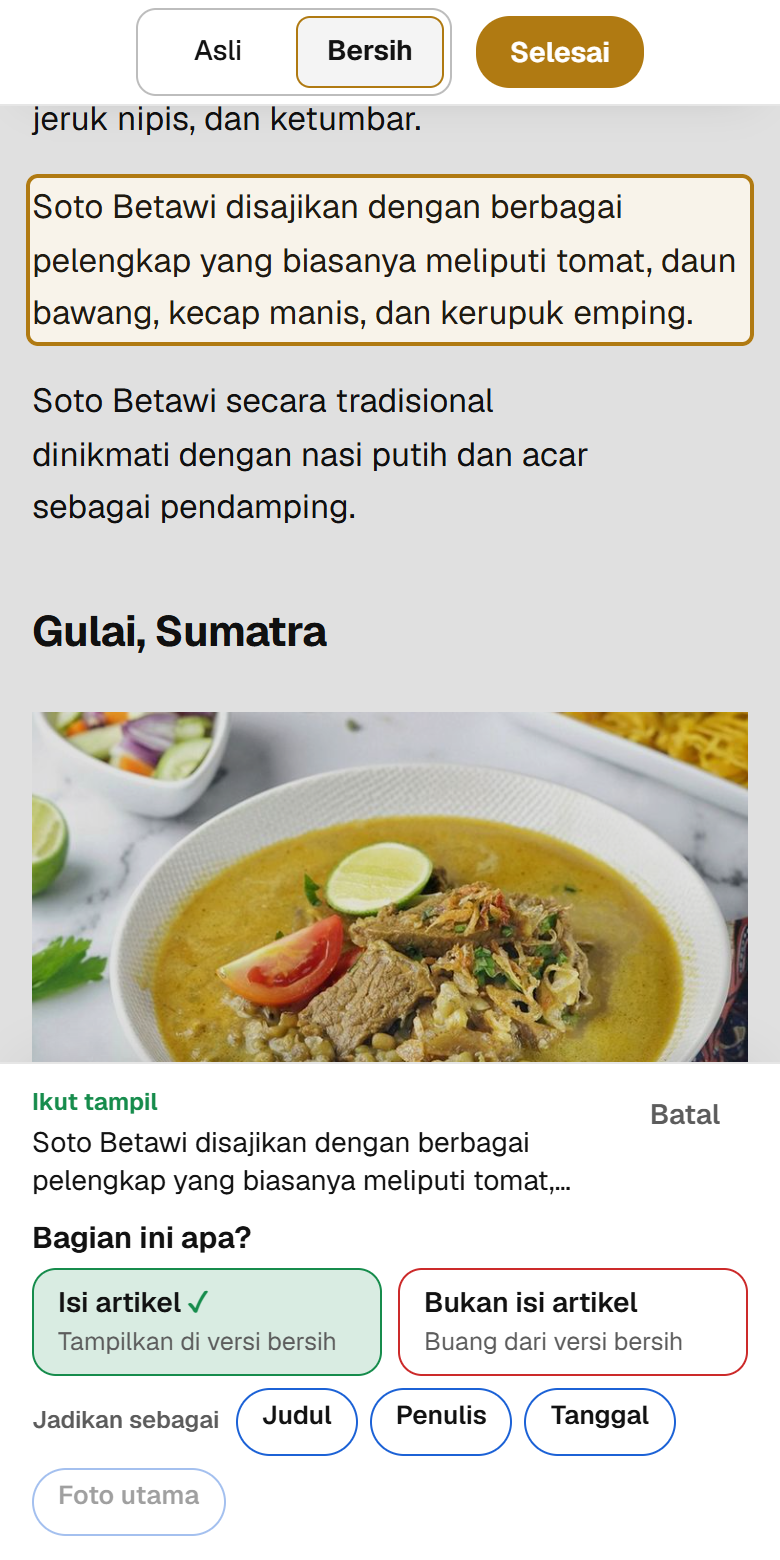 Asli
Bersih
Selesai
jeruk nipis, dan ketumbar.
Soto Betawi disajikan dengan berbagai
pelengkap yang biasanya meliputi tomat, daun
bawang, kecap manis, dan kerupuk emping.
Soto Betawi secara tradisional
dinikmati dengan nasi putih dan acar
sebagai pendamping.
Gulai, Sumatra
Ikut tampil
Batal
Soto Betawi disajikan dengan berbagai
pelengkap yang biasanya meliputi tomat,...
Bagian ini apa?
Isi artikel ✓
Tampilkan di versi bersih
Bukan isi artikel
Buang dari versi bersih
Jadikan sebagai
Judul
Penulis
Tanggal
Foto utama